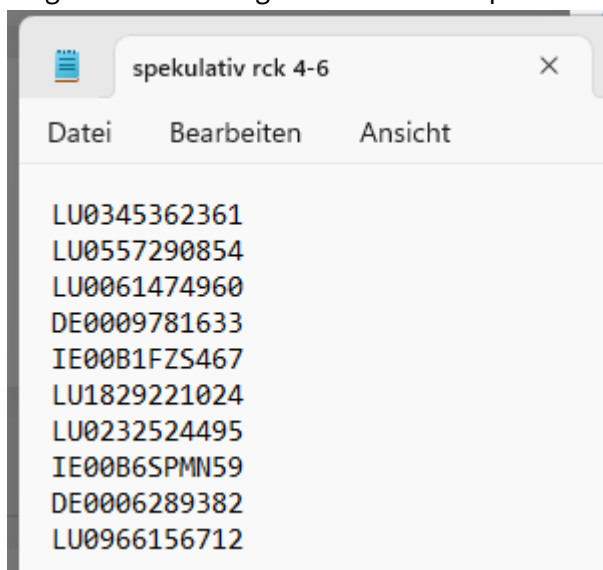 spekulativ rck 4-6
Datei Bearbeiten Ansicht
LU0345362361
LU0557290854
LU0061474960
DE0009781633
IE00B1FZS467
LU1829221024
LU0232524495
IE00B6SPMN59
DE0006289382
LU0966156712